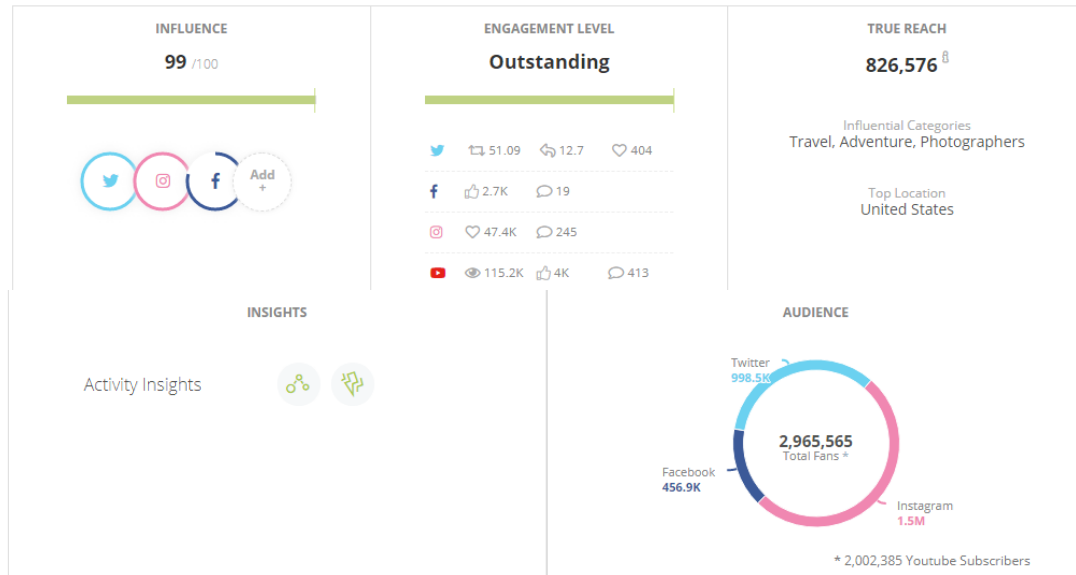 INFLUENCE
99 /100
Add
+
ENGAGEMENT LEVEL
Outstanding
51.09 12.7 404
2.7K 19
47.4K 245
115.2K 4K 413
TRUE REACH
826,576
Influential Categories
Travel, Adventure, Photographers
Top Location
United States
INSIGHTS
Activity Insights
AUDIENCE
Twitter
998.5K
2,965,565
Total Fans *
Facebook
456.9K
Instagram
1.5M
* 2,002,385 Youtube Subscribers